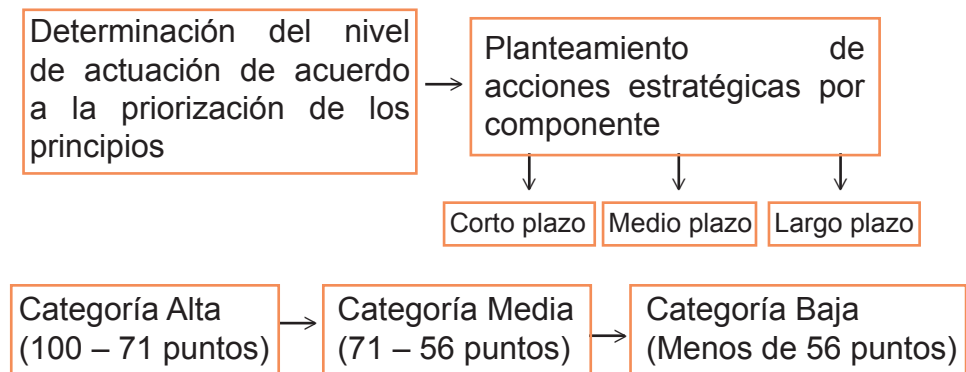 Determinación del nivel
de actuación de acuerdo
a la priorización de los
principios
Planteamiento de
acciones estratégicas por
componente
Corto plazo
Medio plazo
Largo plazo
Categoría Alta
(100 – 71 puntos)
Categoría Media
(71 – 56 puntos)
Categoría Baja
(Menos de 56 puntos)